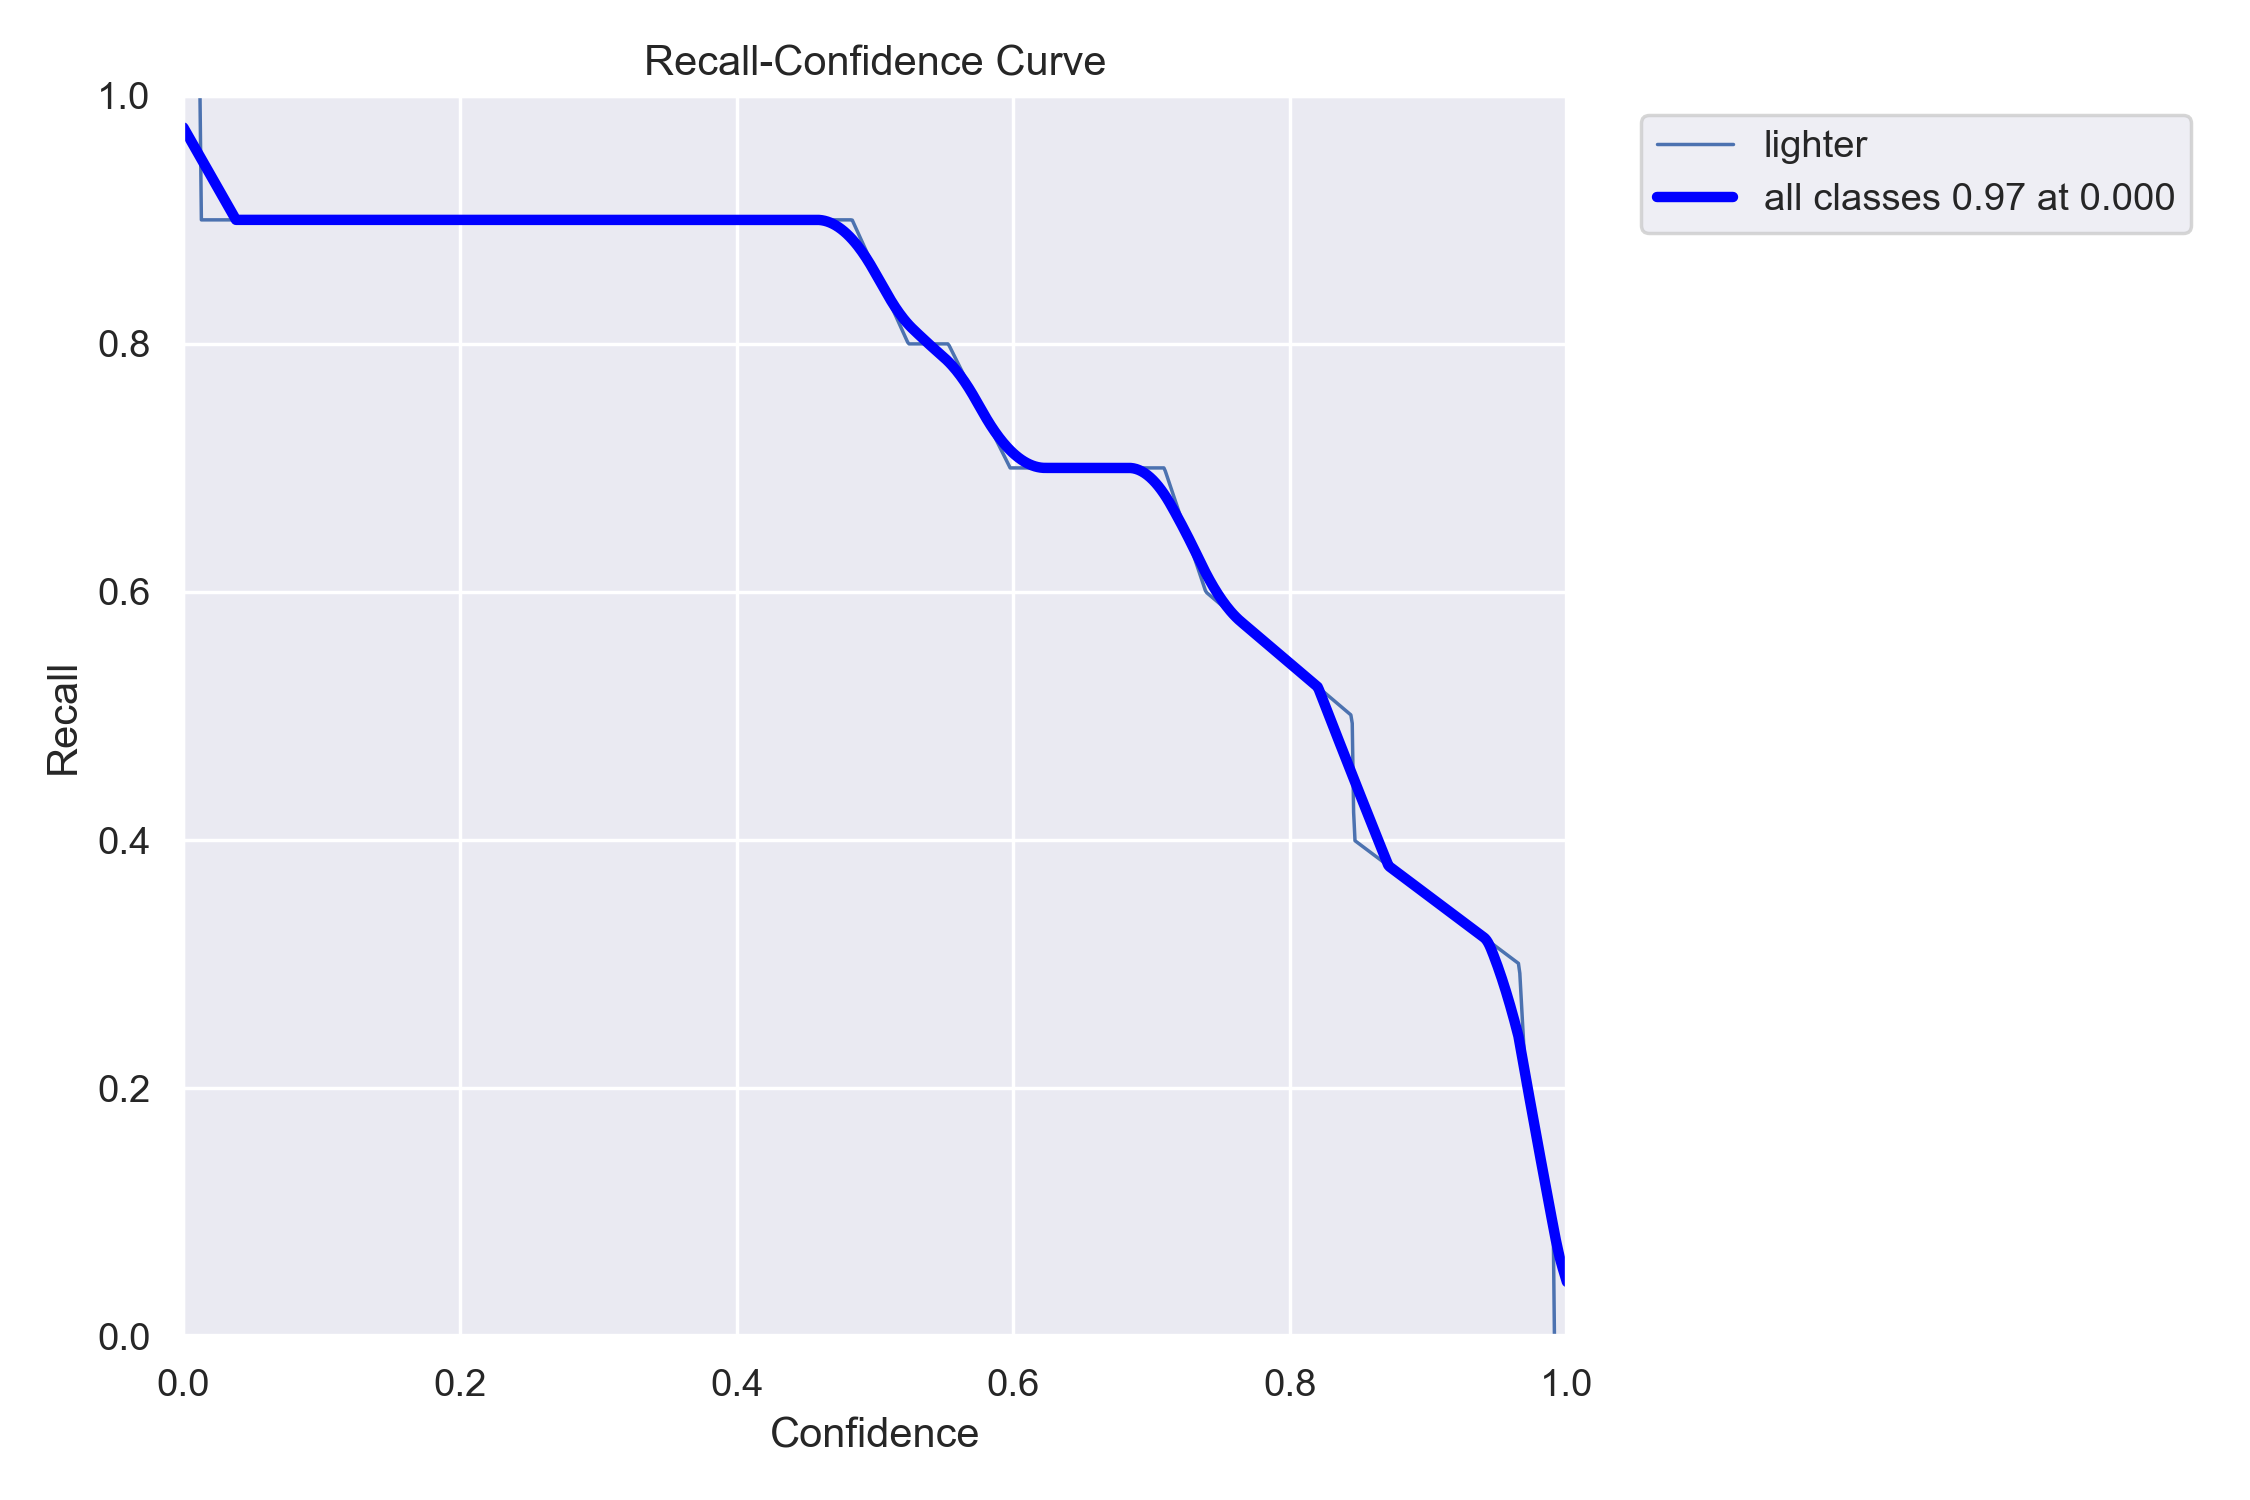 Recall-Confidence Curve
1.0
0.8
0.6
0.4
0.2
0.0
Recall
0.0 0.2 0.4 0.6 0.8 1.0
Confidence
lighter
all classes 0.97 at 0.000